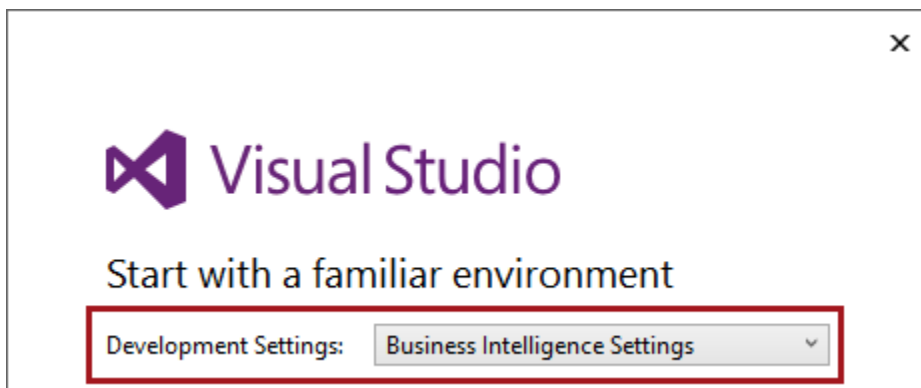 Visual Studio
Start with a familiar environment
Development Settings: Business Intelligence Settings